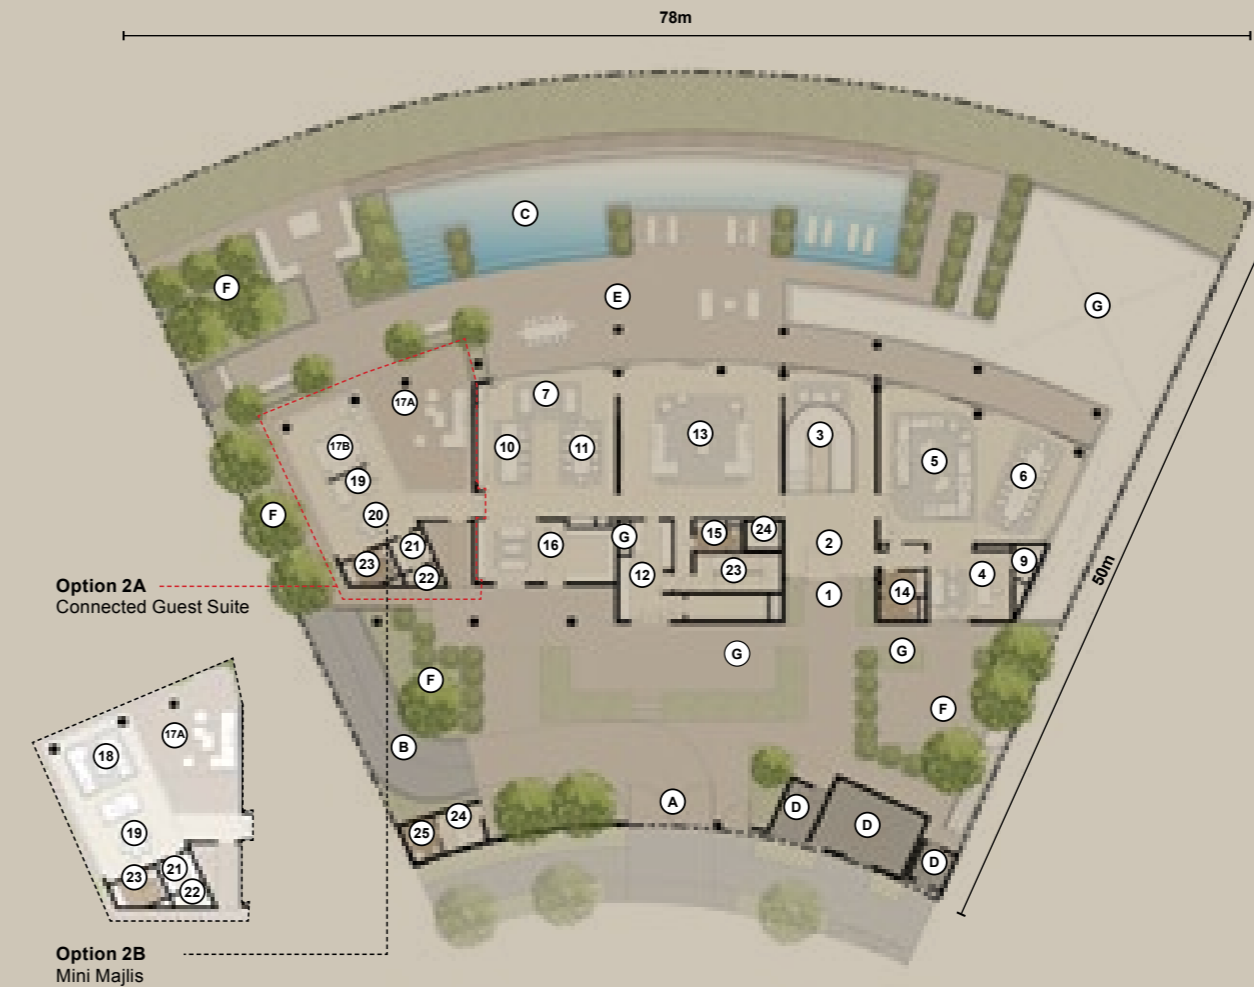 78m
C
F
E
G
7
17A
10
11
13
3
5
6
17B
19
20
F
21
23
22
16
G
12
15
24
23
2
1
4
9
14
50m
Option 2A
Connected Guest Suite
G
G
F
F
B
A
D
D
D
24
25
17A
18
19
21
23
22
Option 2B
Mini Majlis